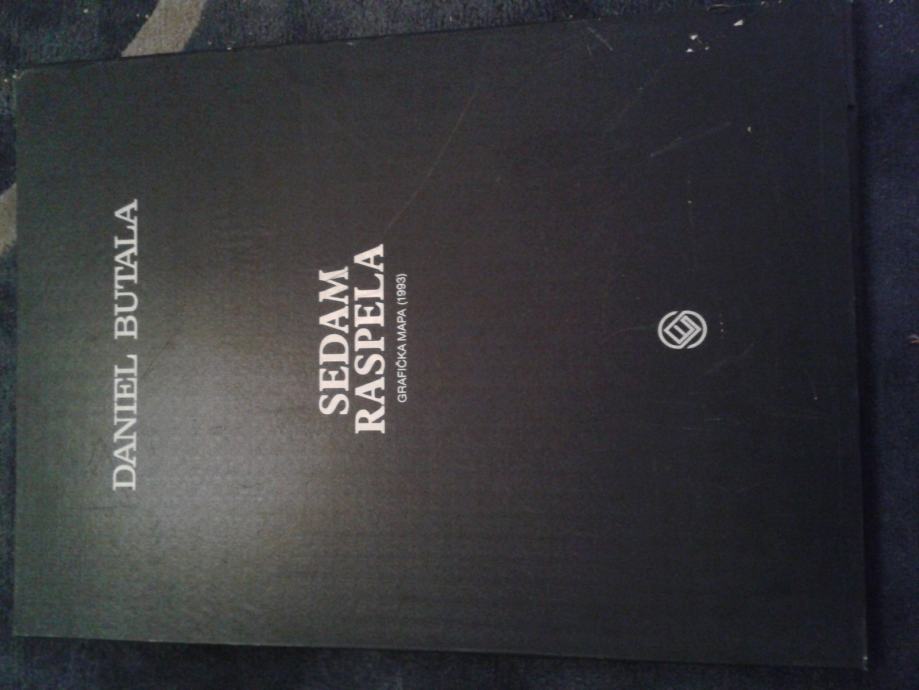 DANIEL BUTALA
SEDAM
RASPELA
GRAFIČKA MAPA (1993)